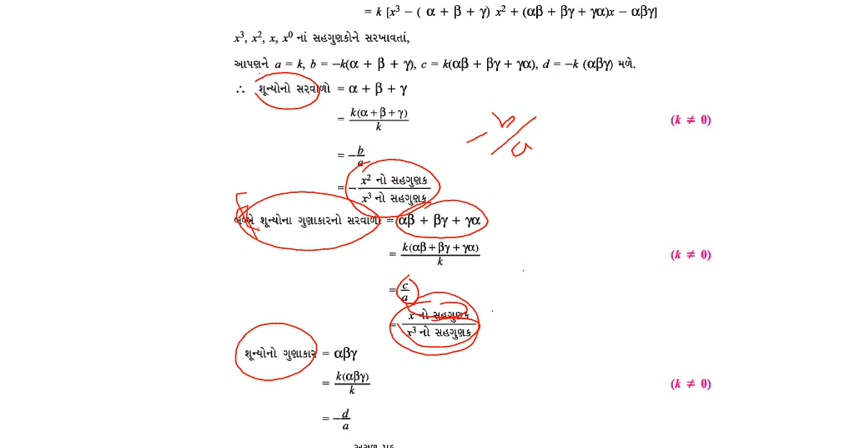 = k [x³ − ( α + β + γ) x² + (αβ + βγ + γα)x − αβγ]
x³, x², x, x⁰ નાં સહગુણકોને સરખાવતાં,
આપણને a = k, b = −k(α + β + γ), c = k(αβ + βγ + γα), d = −k (αβγ) મળે.
∴ શૂન્યોનો સરવાળો = α + β + γ
= k(α + β + γ) / k (k ≠ 0)
−b/a
= −b/a
= − x² નો સહગુણક / x³ નો સહગુણક
બબ્બે શૂન્યોના ગુણાકારનો સરવાળો = αβ + βγ + γα
= k(αβ + βγ + γα) / k (k ≠ 0)
= c/a
= x નો સહગુણક / x³ નો સહગુણક
શૂન્યોનો ગુણાકાર = αβγ
= k(αβγ) / k (k ≠ 0)
= −d/a